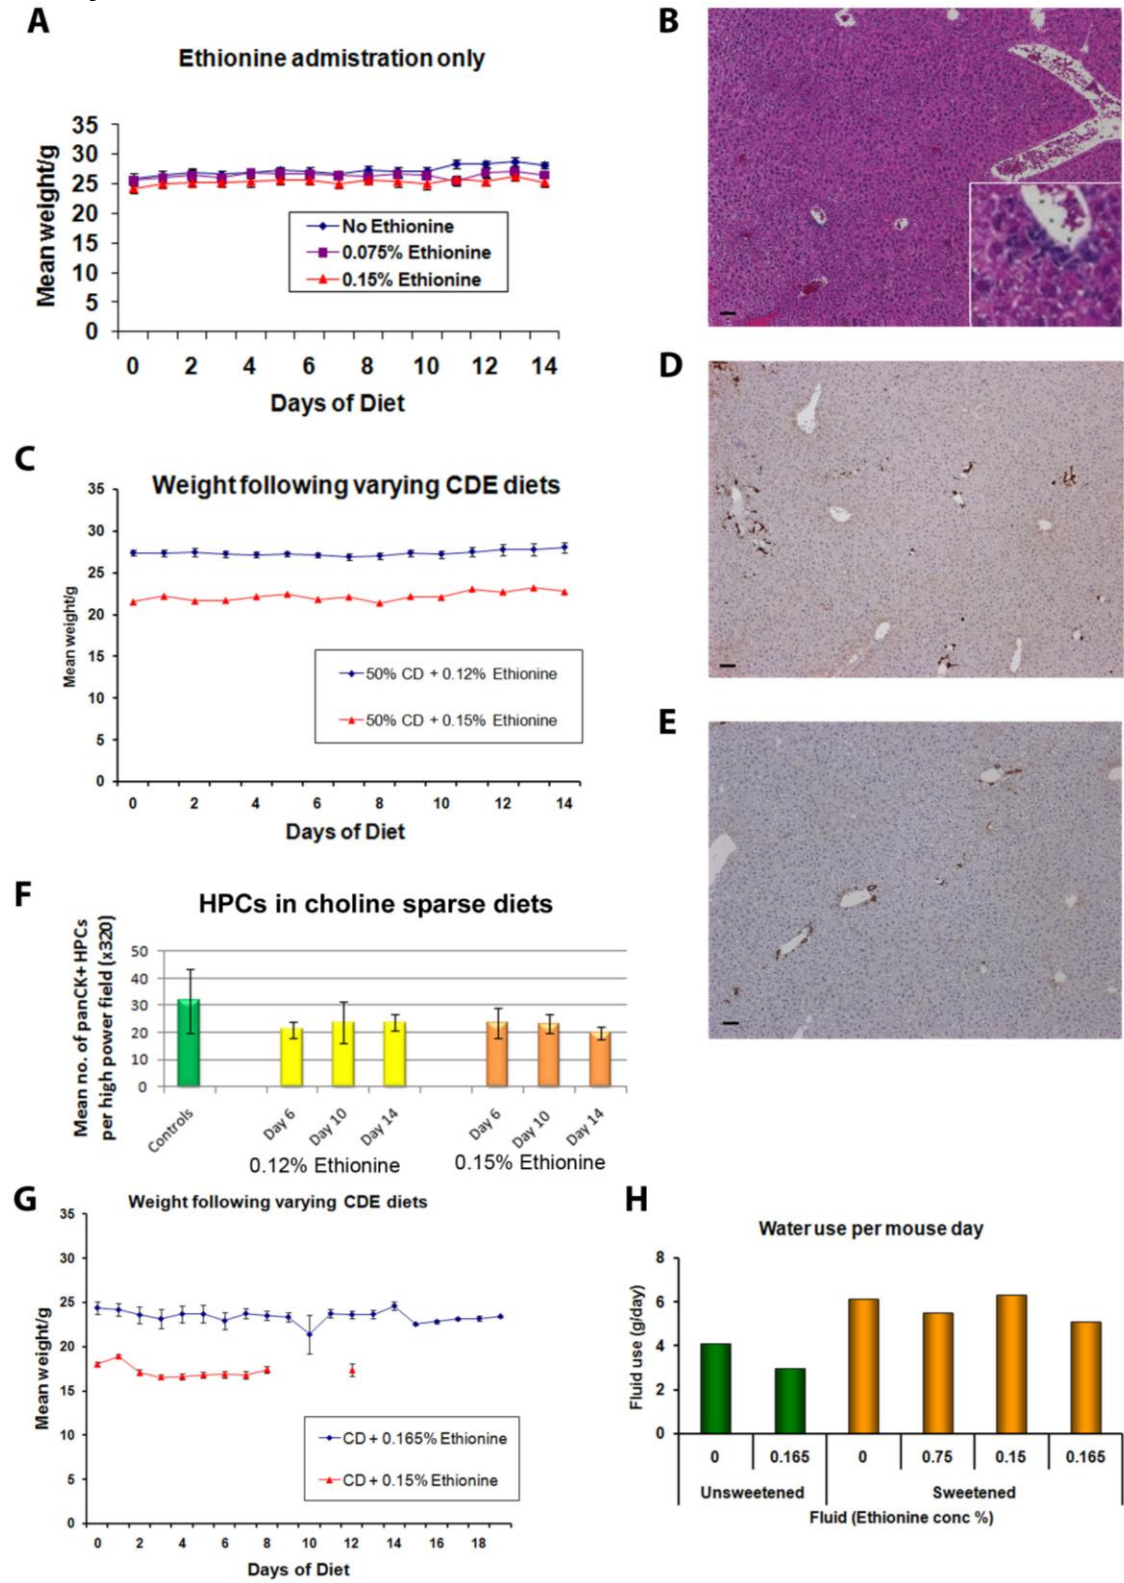 A
Ethionine admistration only
Mean weight/g
35
30
25
20
15
10
5
0
No Ethionine
0.075% Ethionine
0.15% Ethionine
0 2 4 6 8 10 12 14
Days of Diet
B
C
Weight following varying CDE diets
Mean weight/g
35
30
25
20
15
10
5
0
50% CD + 0.12% Ethionine
50% CD + 0.15% Ethionine
0 2 4 6 8 10 12 14
Days of Diet
D
E
F
HPCs in choline sparse diets
Mean no. of panCK+ HPCs
per high power field (x320)
50
40
30
20
10
0
Controls Day 6 Day 10 Day 14 Day 6 Day 10 Day 14
0.12% Ethionine 0.15% Ethionine
G
Weight following varying CDE diets
Mean weight/g
35
30
25
20
15
10
5
0
CD + 0.165% Ethionine
CD + 0.15% Ethionine
0 2 4 6 8 10 12 14 16 18
Days of Diet
H
Water use per mouse day
Fluid use (g/day)
8
6
4
2
0
0 0.165 0 0.75 0.15 0.165
Unsweetened Sweetened
Fluid (Ethionine conc %)